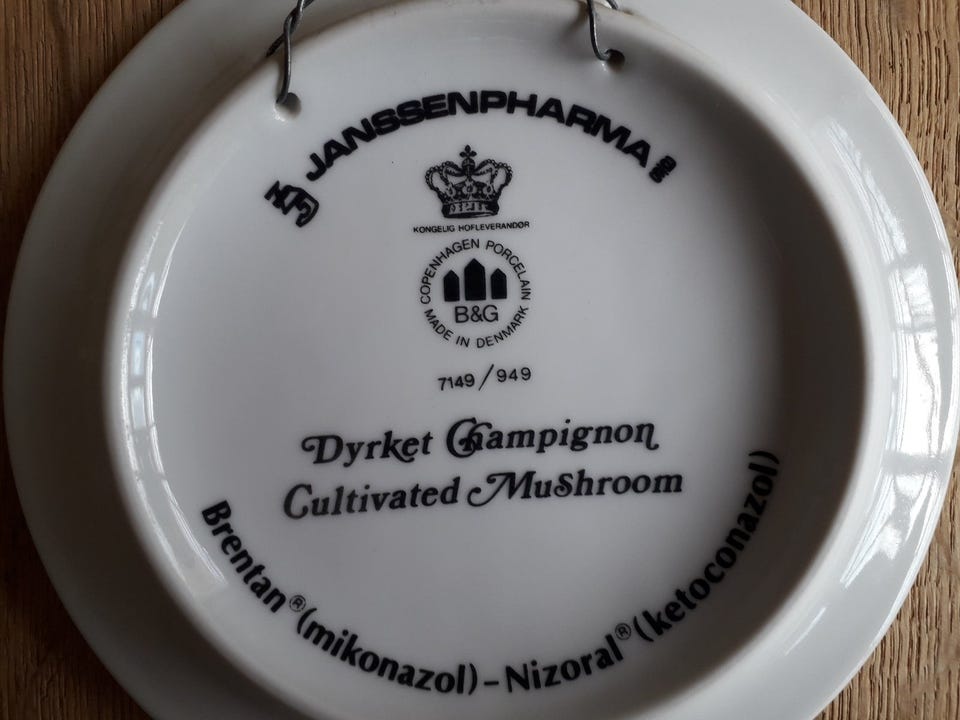 JANSSENPHARMA
KONGELIG HOFLEVERANDØR
COPENHAGEN PORCELAIN
B&G
MADE IN DENMARK
7149/949
Dyrket Champignon
Cultivated Mushroom
Brentan® (mikonazol) – Nizoral® (ketoconazol)